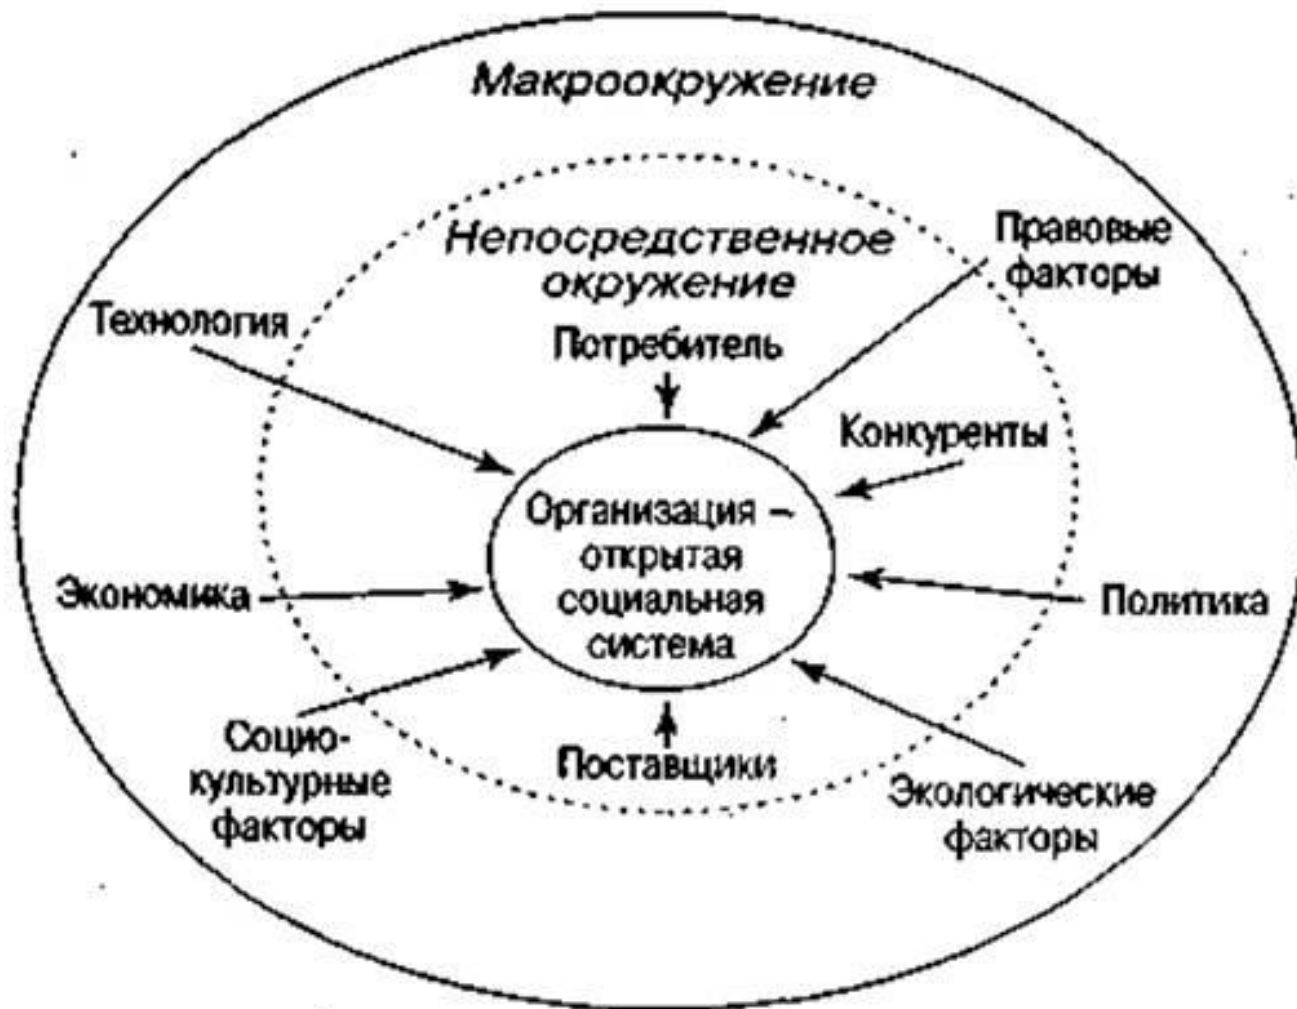 Макроокружение
Непосредственное
окружение
Правовые
факторы
Технология
Потребитель
Конкуренты
Организация –
открытая
социальная
система
Экономика
Политика
Социо-
культурные
факторы
Поставщики
Экологические
факторы